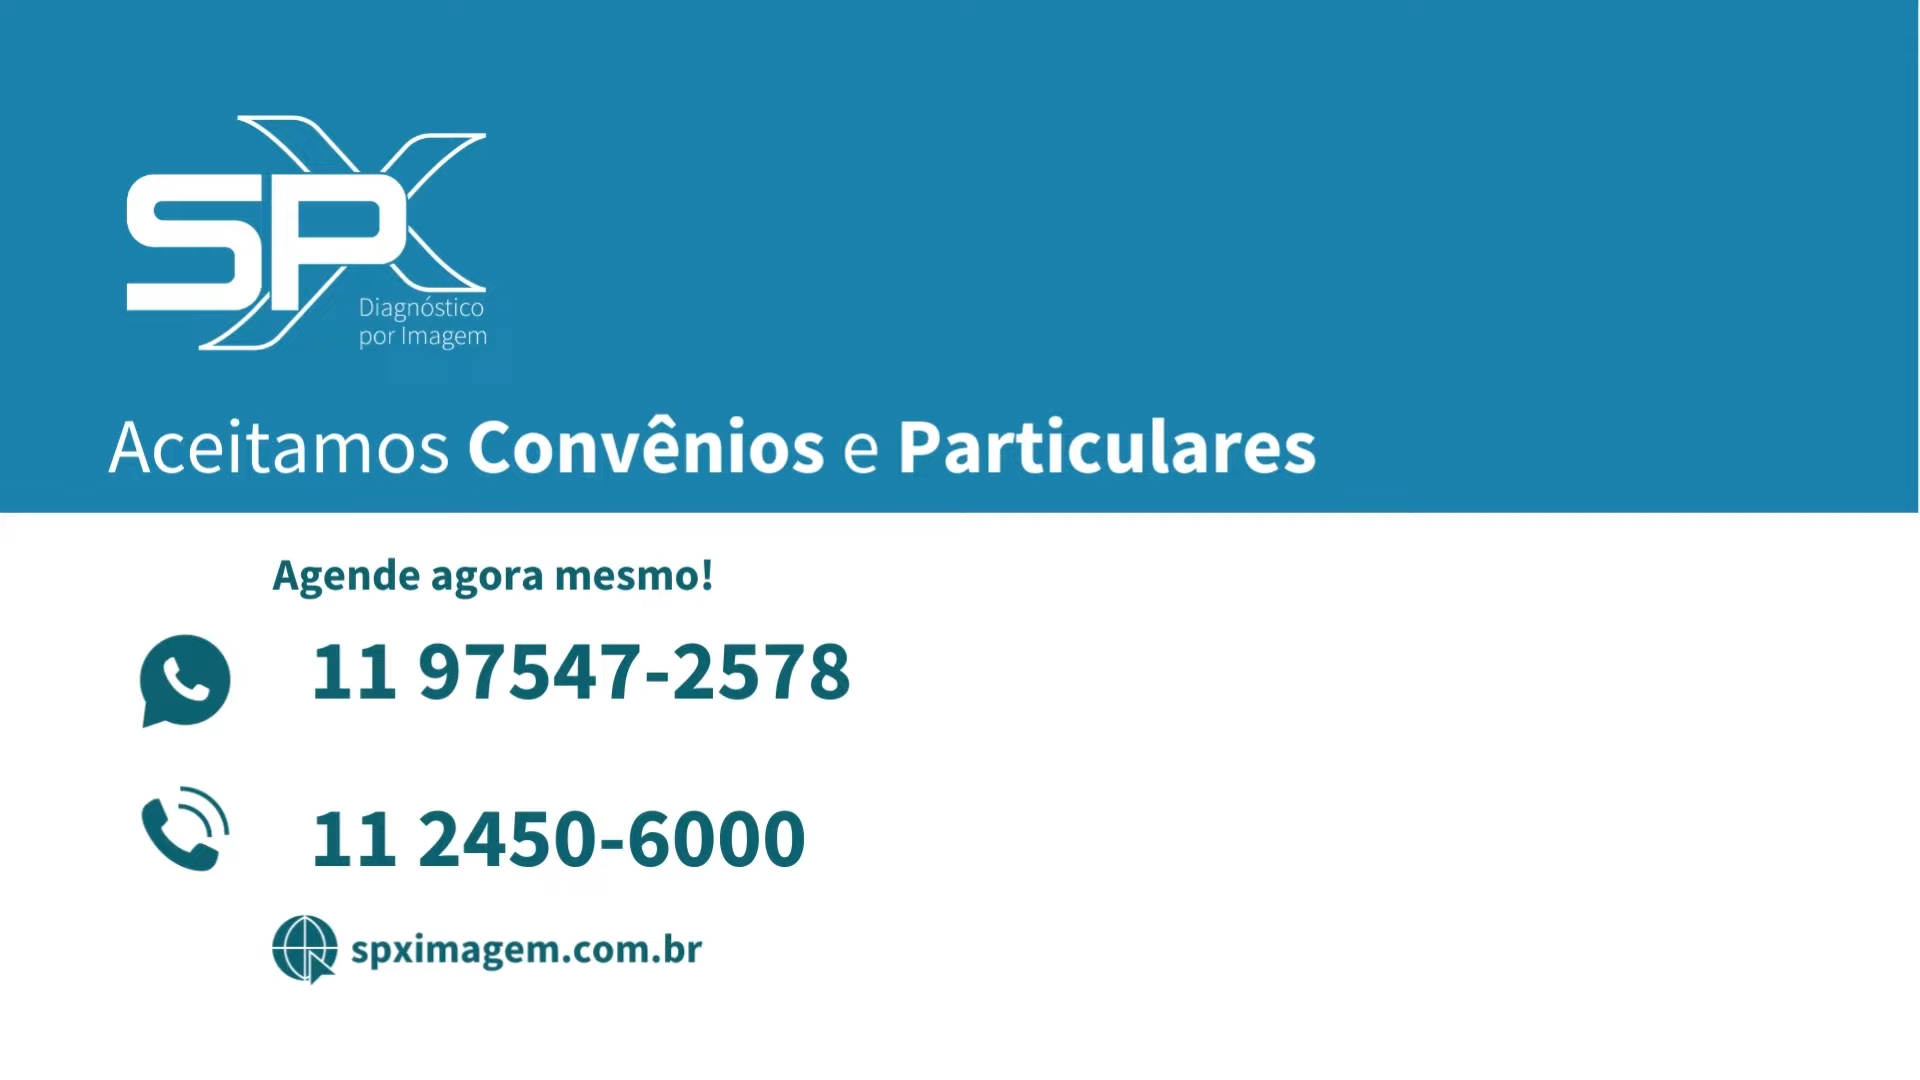 SPX
Diagnóstico
por Imagem
Aceitamos Convênios e Particulares
Agende agora mesmo!
11 97547-2578
11 2450-6000
spximagem.com.br